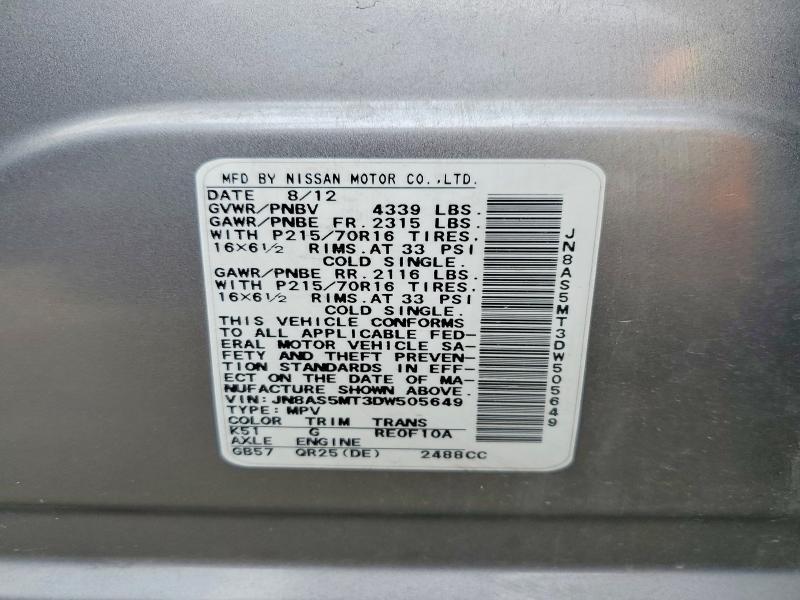 MFD BY NISSAN MOTOR CO.,LTD.
DATE 8/12
GVWR/PNBV 4339 LBS.
GAWR/PNBE FR. 2315 LBS.
WITH P215/70R16 TIRES.
16×6½ RIMS.AT 33 PSI
COLD SINGLE.
GAWR/PNBE RR. 2116 LBS.
WITH P215/70R16 TIRES.
16×6½ RIMS.AT 33 PSI
COLD SINGLE.
THIS VEHICLE CONFORMS
TO ALL APPLICABLE FED-
ERAL MOTOR VEHICLE SA-
FETY AND THEFT PREVEN-
TION STANDARDS IN EFF-
ECT ON THE DATE OF MA-
NUFACTURE SHOWN ABOVE.
VIN: JN8AS5MT3DW505649
TYPE: MPV
COLOR TRIM TRANS
K51 G RE0F10A
AXLE ENGINE
GB57 QR25(DE) 2488CC
JN8AS5MT3DW505649